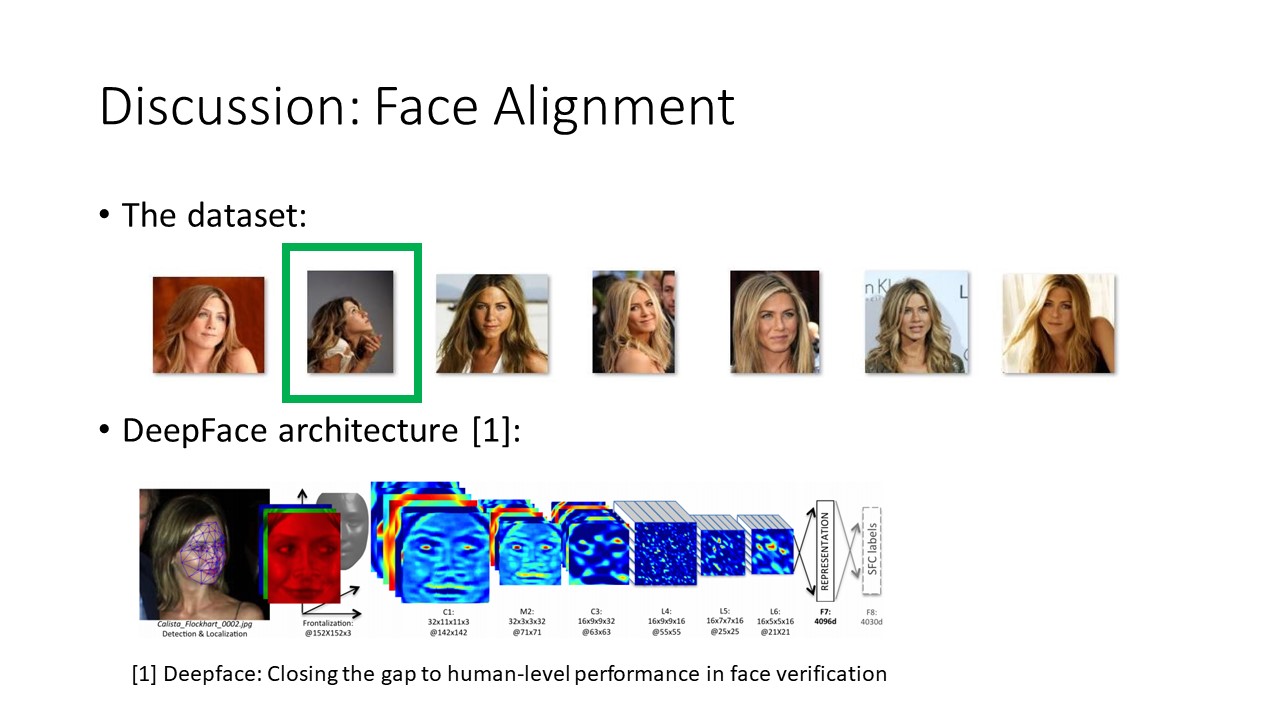 Discussion: Face Alignment
• The dataset:
n Kl
L
• DeepFace architecture [1]:
REPRESENTATION
SFC labels
Calista_Flockhart_0002.jpg
Detection & Localization
Frontalization:
@152X152x3
C1:
32x11x11x3
@142x142
M2:
32x3x3x32
@71x71
C3:
16x9x9x32
@63x63
L4:
16x9x9x16
@55x55
L5:
16x7x7x16
@25x25
L6:
16x5x5x16
@21X21
F7:
4096d
F8:
4030d
[1] Deepface: Closing the gap to human-level performance in face verification